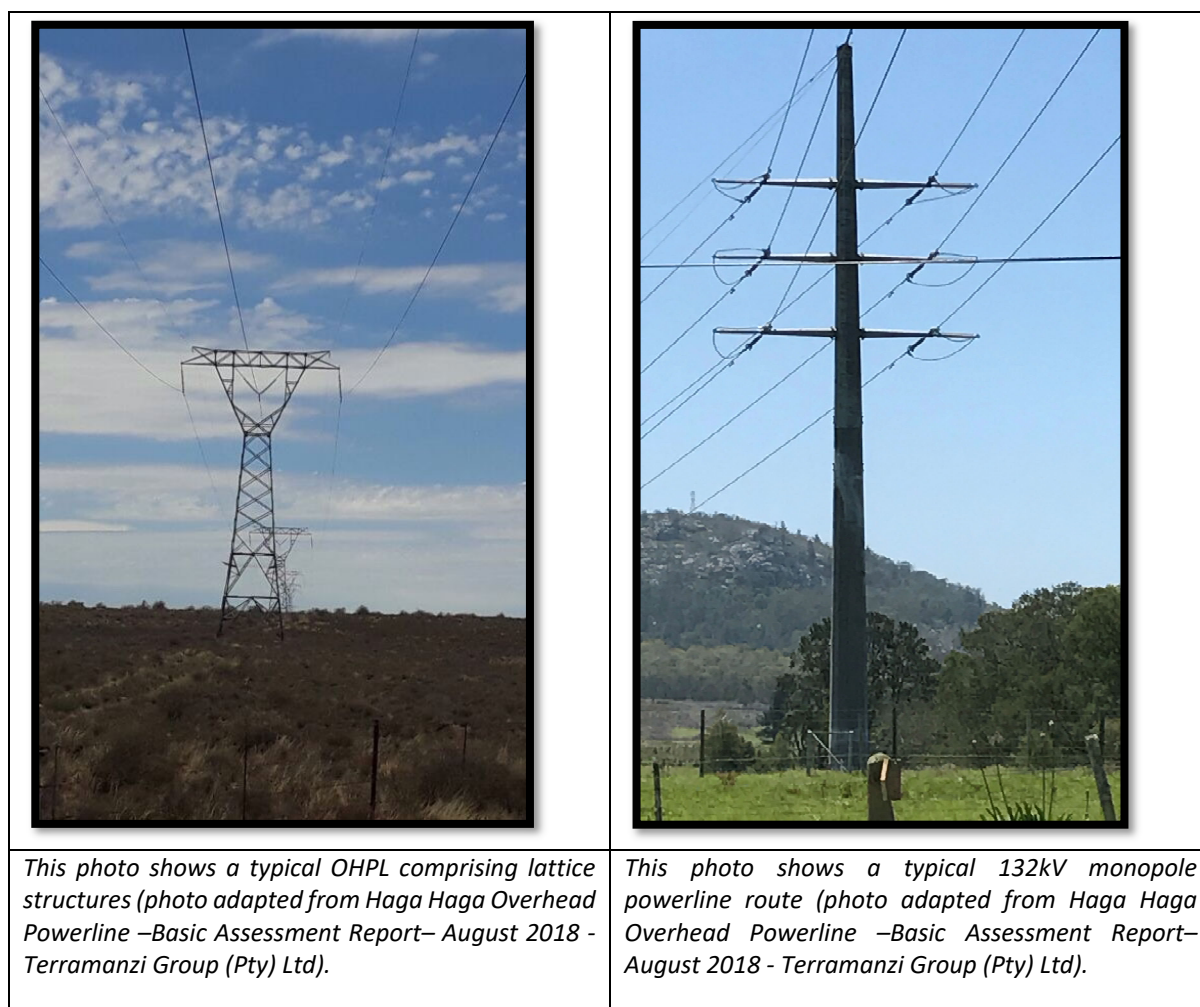 This photo shows a typical OHPL comprising lattice
structures (photo adapted from Haga Haga Overhead
Powerline –Basic Assessment Report– August 2018 -
Terramanzi Group (Pty) Ltd).
This photo shows a typical 132kV monopole
powerline route (photo adapted from Haga Haga
Overhead Powerline –Basic Assessment Report–
August 2018 - Terramanzi Group (Pty) Ltd).